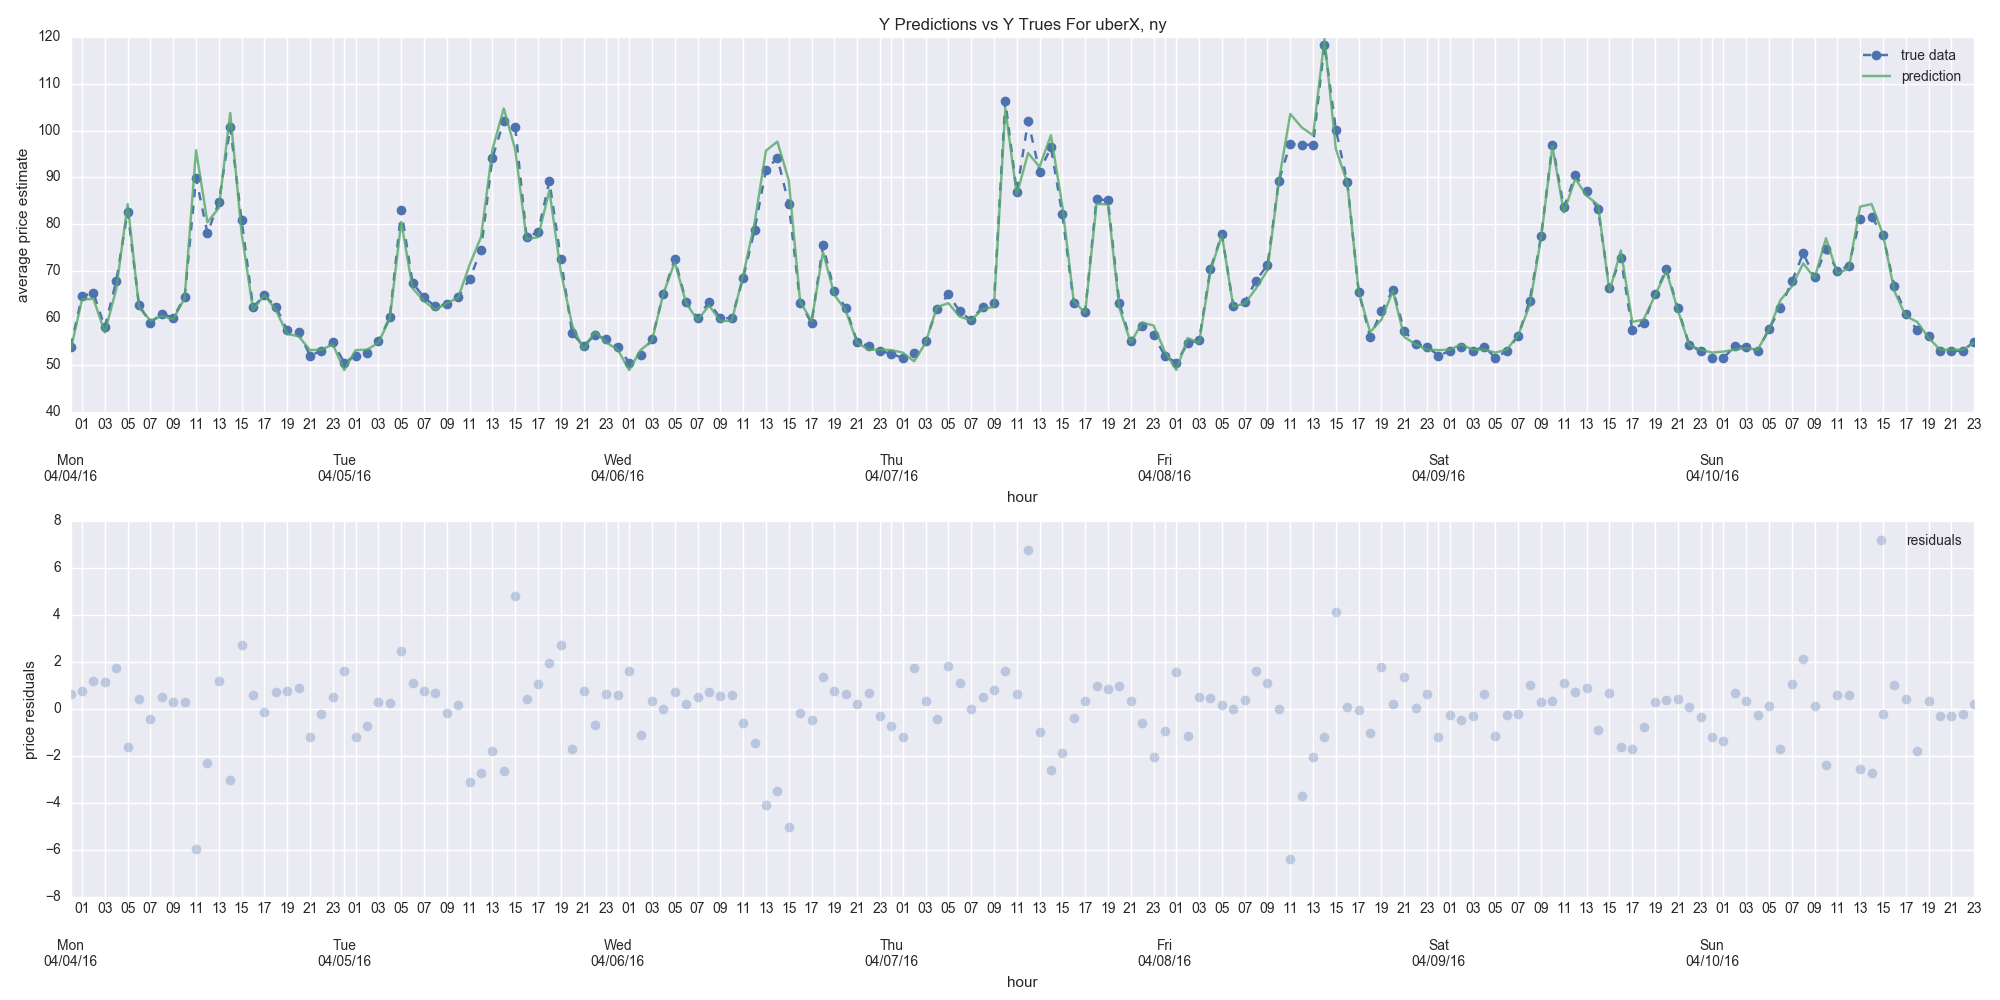 Y Predictions vs Y Trues For uberX, ny
120
110
100
90
80
70
60
50
40
average price estimate
true data
prediction
01 03 05 07 09 11 13 15 17 19 21 23 01 03 05 07 09 11 13 15 17 19 21 23 01 03 05 07 09 11 13 15 17 19 21 23 01 03 05 07 09 11 13 15 17 19 21 23 01 03 05 07 09 11 13 15 17 19 21 23 01 03 05 07 09 11 13 15 17 19 21 23 01 03 05 07 09 11 13 15 17 19 21 23
Mon Tue Wed Thu Fri Sat Sun
04/04/16 04/05/16 04/06/16 04/07/16 04/08/16 04/09/16 04/10/16
hour
8
6
4
2
0
−2
−4
−6
−8
price residuals
residuals
01 03 05 07 09 11 13 15 17 19 21 23 01 03 05 07 09 11 13 15 17 19 21 23 01 03 05 07 09 11 13 15 17 19 21 23 01 03 05 07 09 11 13 15 17 19 21 23 01 03 05 07 09 11 13 15 17 19 21 23 01 03 05 07 09 11 13 15 17 19 21 23 01 03 05 07 09 11 13 15 17 19 21 23
Mon Tue Wed Thu Fri Sat Sun
04/04/16 04/05/16 04/06/16 04/07/16 04/08/16 04/09/16 04/10/16
hour